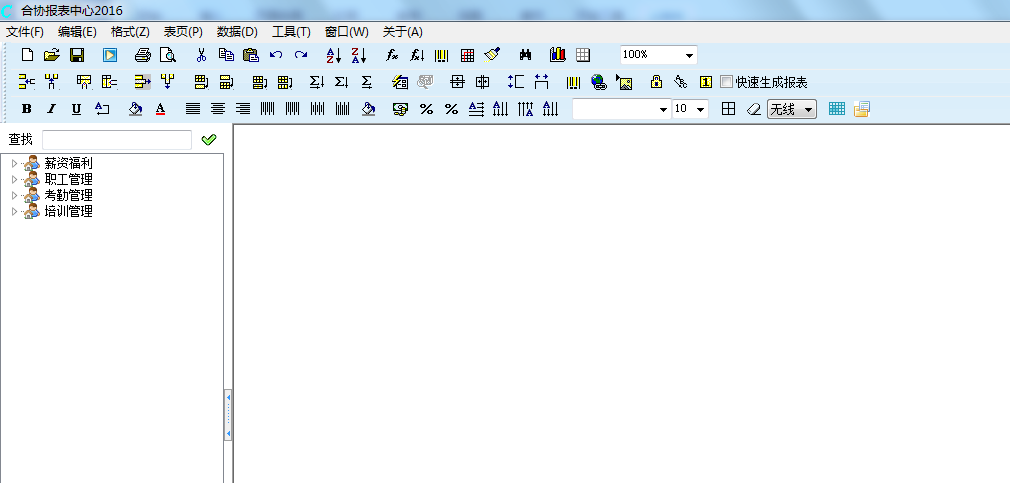 合协报表中心2016
文件(F) 编辑(E) 格式(Z) 表页(P) 数据(D) 工具(T) 窗口(W) 关于(A)
100%
快速生成报表
B I U A 10 无线
查找
薪资福利
职工管理
考勤管理
培训管理